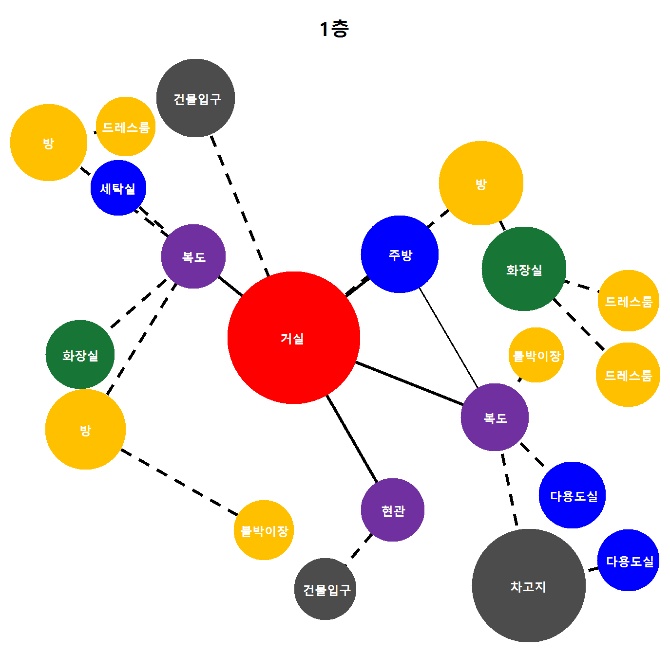 1층
건물입구
드레스룸
방
세탁실
방
복도
주방
화장실
드레스룸
거실
화장실
붙박이장
드레스룸
복도
방
다용도실
현관
붙박이장
다용도실
차고지
건물입구